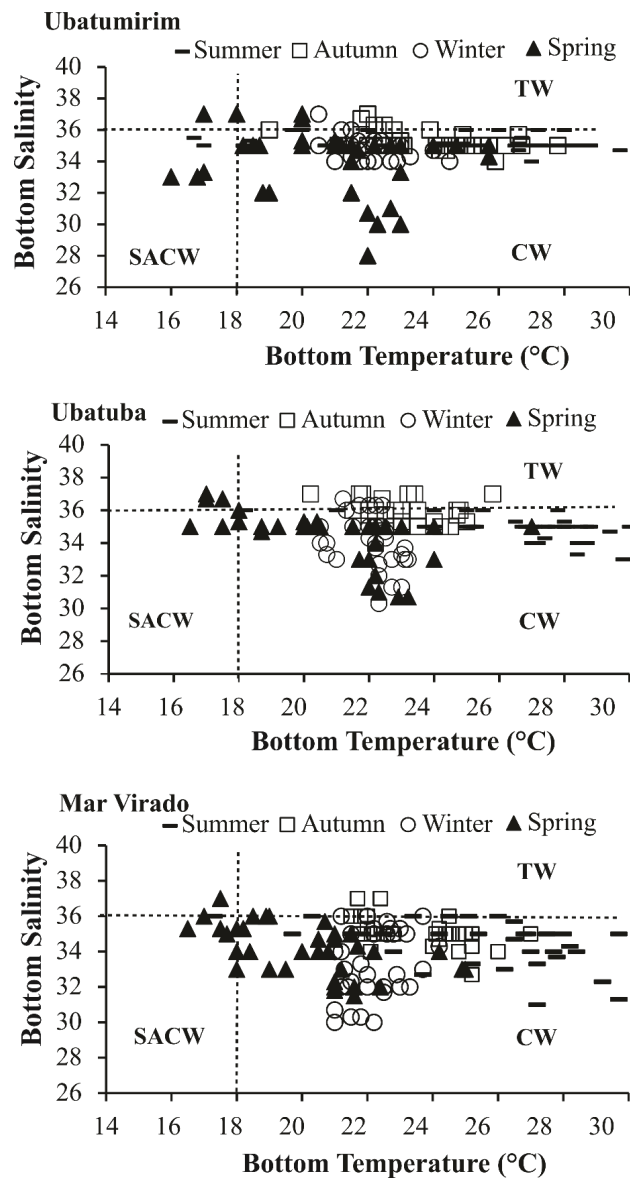 Ubatumirim
Summer Autumn Winter Spring
TW
40
38
36
34
32
30
28
26
Bottom Salinity
SACW CW
14 16 18 20 22 24 26 28 30
Bottom Temperature (°C)
Ubatuba
Summer Autumn Winter Spring
TW
40
38
36
34
32
30
28
26
Bottom Salinity
SACW CW
14 16 18 20 22 24 26 28 30
Bottom Temperature (°C)
Mar Virado
Summer Autumn Winter Spring
TW
40
38
36
34
32
30
28
26
Bottom Salinity
SACW CW
14 16 18 20 22 24 26 28 30
Bottom Temperature (°C)